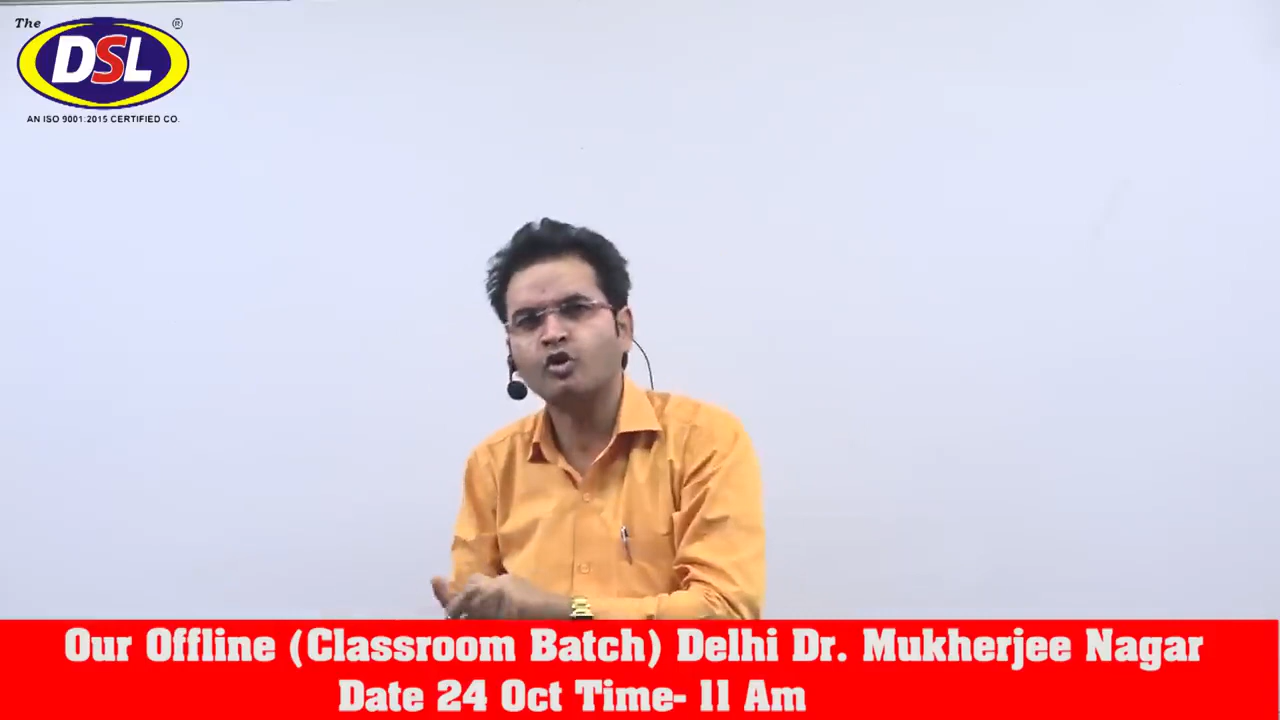 The
DSL ®
AN ISO 9001:2015 CERTIFIED CO.
Our Offline (Classroom Batch) Delhi Dr. Mukherjee Nagar
Date 24 Oct Time- 11 Am